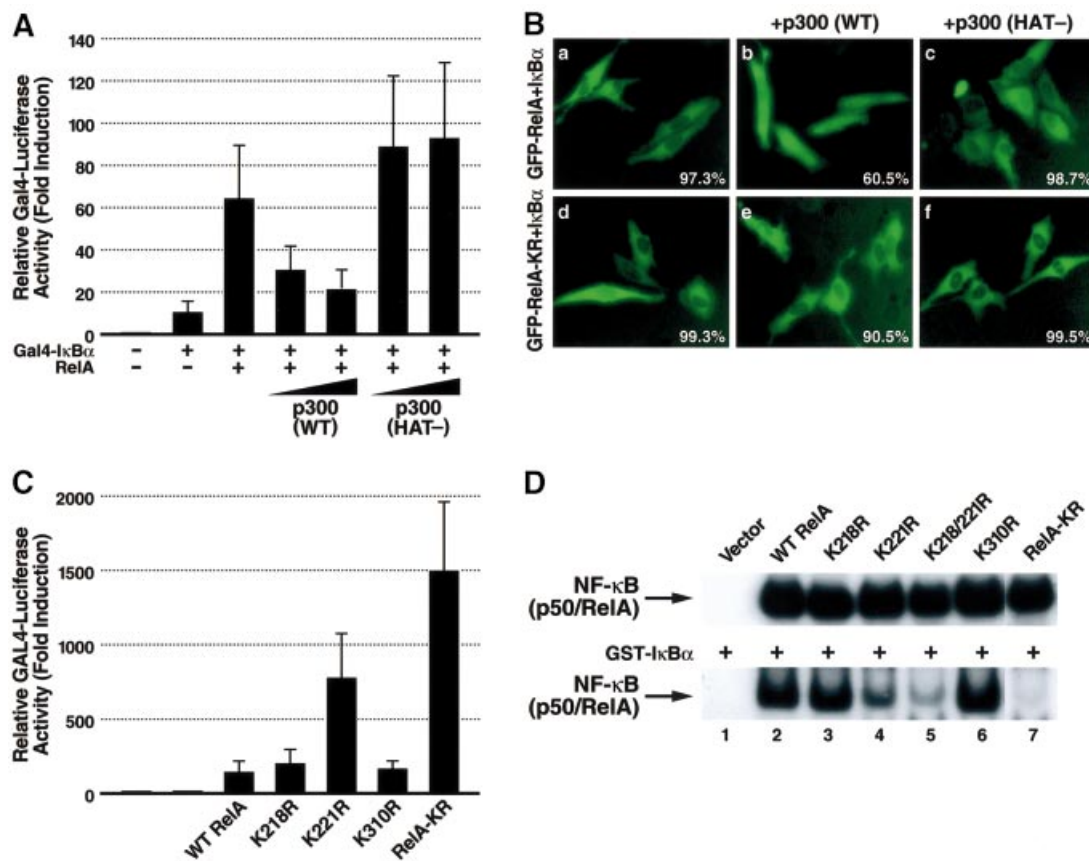 A
Relative Gal4-Luciferase
Activity (Fold Induction)
140
120
100
80
60
40
20
0
Gal4-IκBα − + + + + + +
RelA − − + + + + +
p300
(WT)
p300
(HAT−)
B
+p300 (WT)
+p300 (HAT−)
GFP-RelA+IκBα
a
97.3%
b
60.5%
c
98.7%
GFP-RelA-KR+IκBα
d
99.3%
e
90.5%
f
99.5%
C
Relative GAL4-Luciferase
Activity (Fold Induction)
2000
1500
1000
500
0
WT RelA
K218R
K221R
K310R
RelA-KR
D
Vector
WT RelA
K218R
K221R
K218/221R
K310R
RelA-KR
NF-κB
(p50/RelA)
GST-IκBα + + + + + + +
NF-κB
(p50/RelA)
1 2 3 4 5 6 7